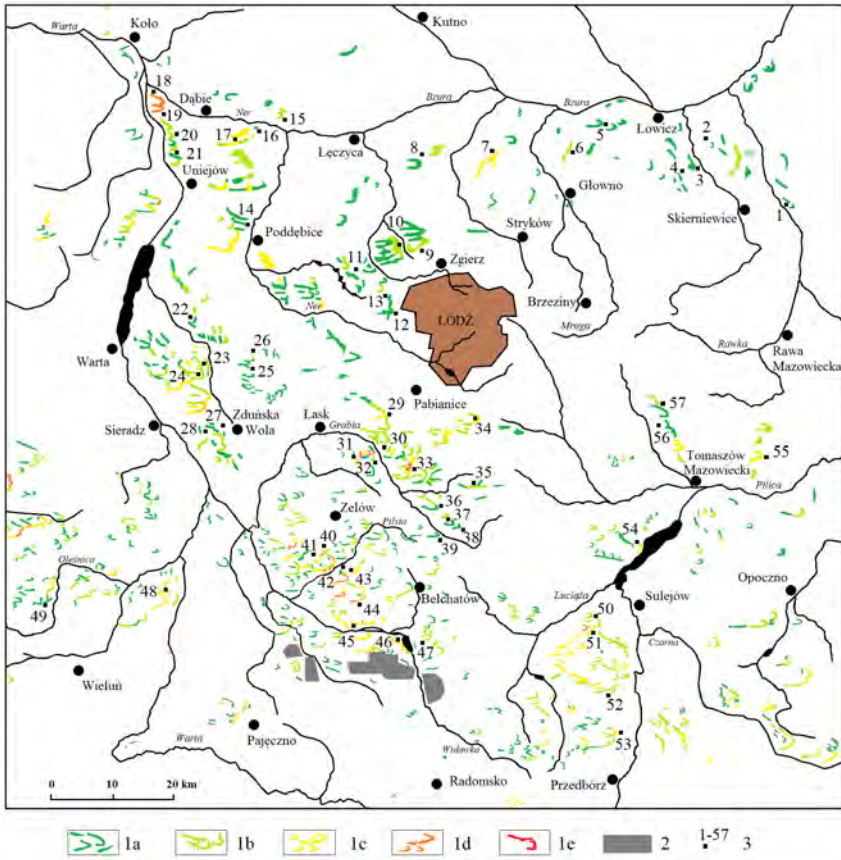 Koło
Kutno
Warta
18
Dąbie
Ner
15
Bzura
Bzura
19
20
17
16
Łęczyca
8
7
6
5
Łowicz
2
21
Uniejów
4
3
Głowno
1
Skierniewice
14
Poddębice
10
9
Stryków
11
Zgierz
13
12
Ner
ŁÓDŹ
Brzeziny
Mroga
22
Rawka
Rawa
Mazowiecka
Warta
26
23
25
24
Pabianice
57
29
Łask
Grabia
34
56
Sieradz
28
27
Zduńska
Wola
30
31
32
33
55
Tomaszów
Mazowiecki
35
Pilica
Zelów
36
37
Pilsia
40
38
41
39
54
Oleśnica
42
43
Bełchatów
Opoczno
48
Luciąża
Sulejów
49
44
50
45
46
47
51
Czarna
Wieluń
52
Pajęczno
53
Warta
Widawka
Radomsko
Przedbórz
0 10 20 km
1a 1b 1c 1d 1e 2 1-57 3